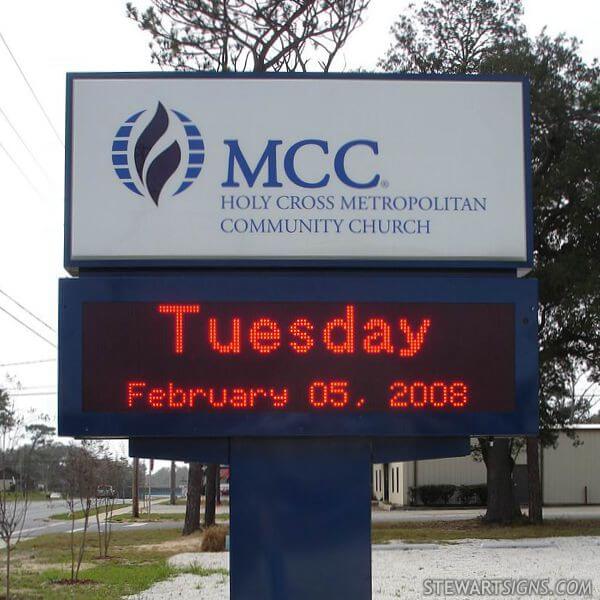 MCC®
HOLY CROSS METROPOLITAN
COMMUNITY CHURCH
Tuesday
February 05, 2008
STEWARTSIGNS.COM